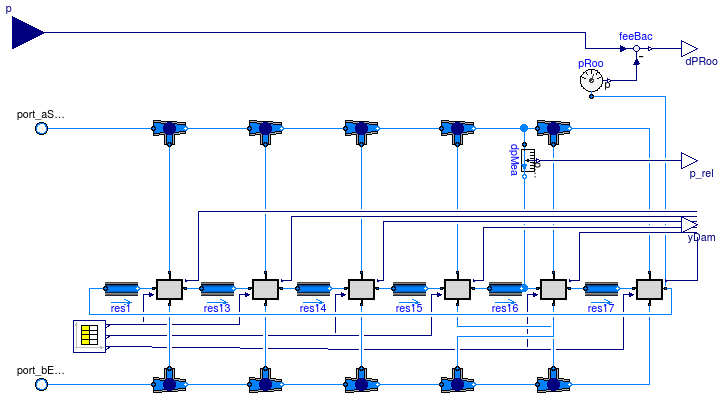 p
feeBac
pRoo
dPRoo
p
-
port_aS...
dpMea
p_rel
yDam
res1
res13
res14
res15
res16
res17
port_bE...